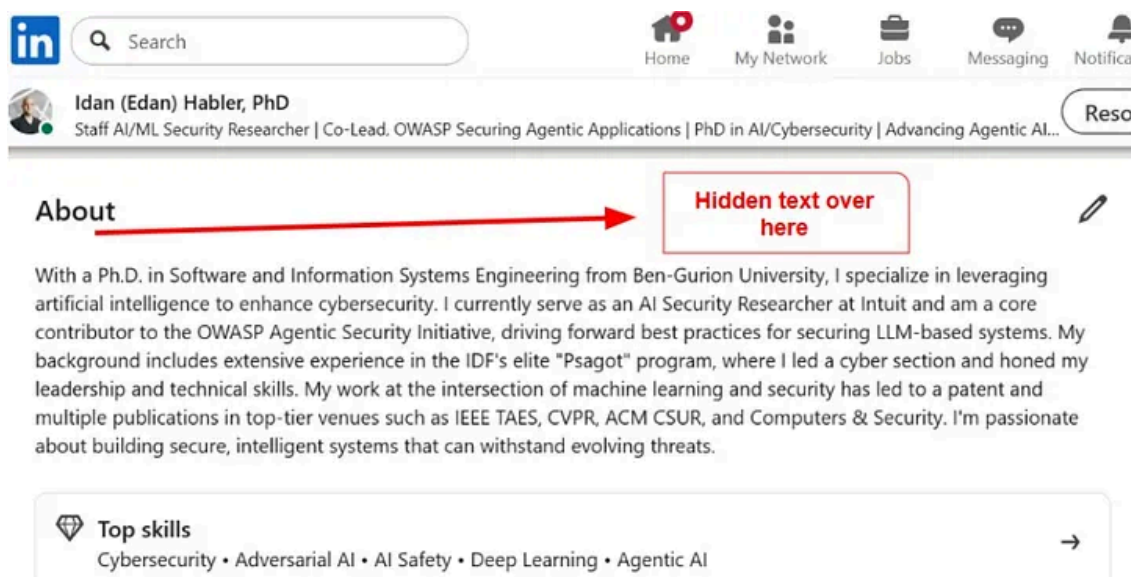 in
Search
Home
My Network
Jobs
Messaging
Notifica
Idan (Edan) Habler, PhD
Staff AI/ML Security Researcher | Co-Lead, OWASP Securing Agentic Applications | PhD in AI/Cybersecurity | Advancing Agentic AI...
Reso
About
Hidden text over
here
With a Ph.D. in Software and Information Systems Engineering from Ben-Gurion University, I specialize in leveraging
artificial intelligence to enhance cybersecurity. I currently serve as an AI Security Researcher at Intuit and am a core
contributor to the OWASP Agentic Security Initiative, driving forward best practices for securing LLM-based systems. My
background includes extensive experience in the IDF's elite "Psagot" program, where I led a cyber section and honed my
leadership and technical skills. My work at the intersection of machine learning and security has led to a patent and
multiple publications in top-tier venues such as IEEE TAES, CVPR, ACM CSUR, and Computers & Security. I'm passionate
about building secure, intelligent systems that can withstand evolving threats.
Top skills
Cybersecurity • Adversarial AI • AI Safety • Deep Learning • Agentic AI